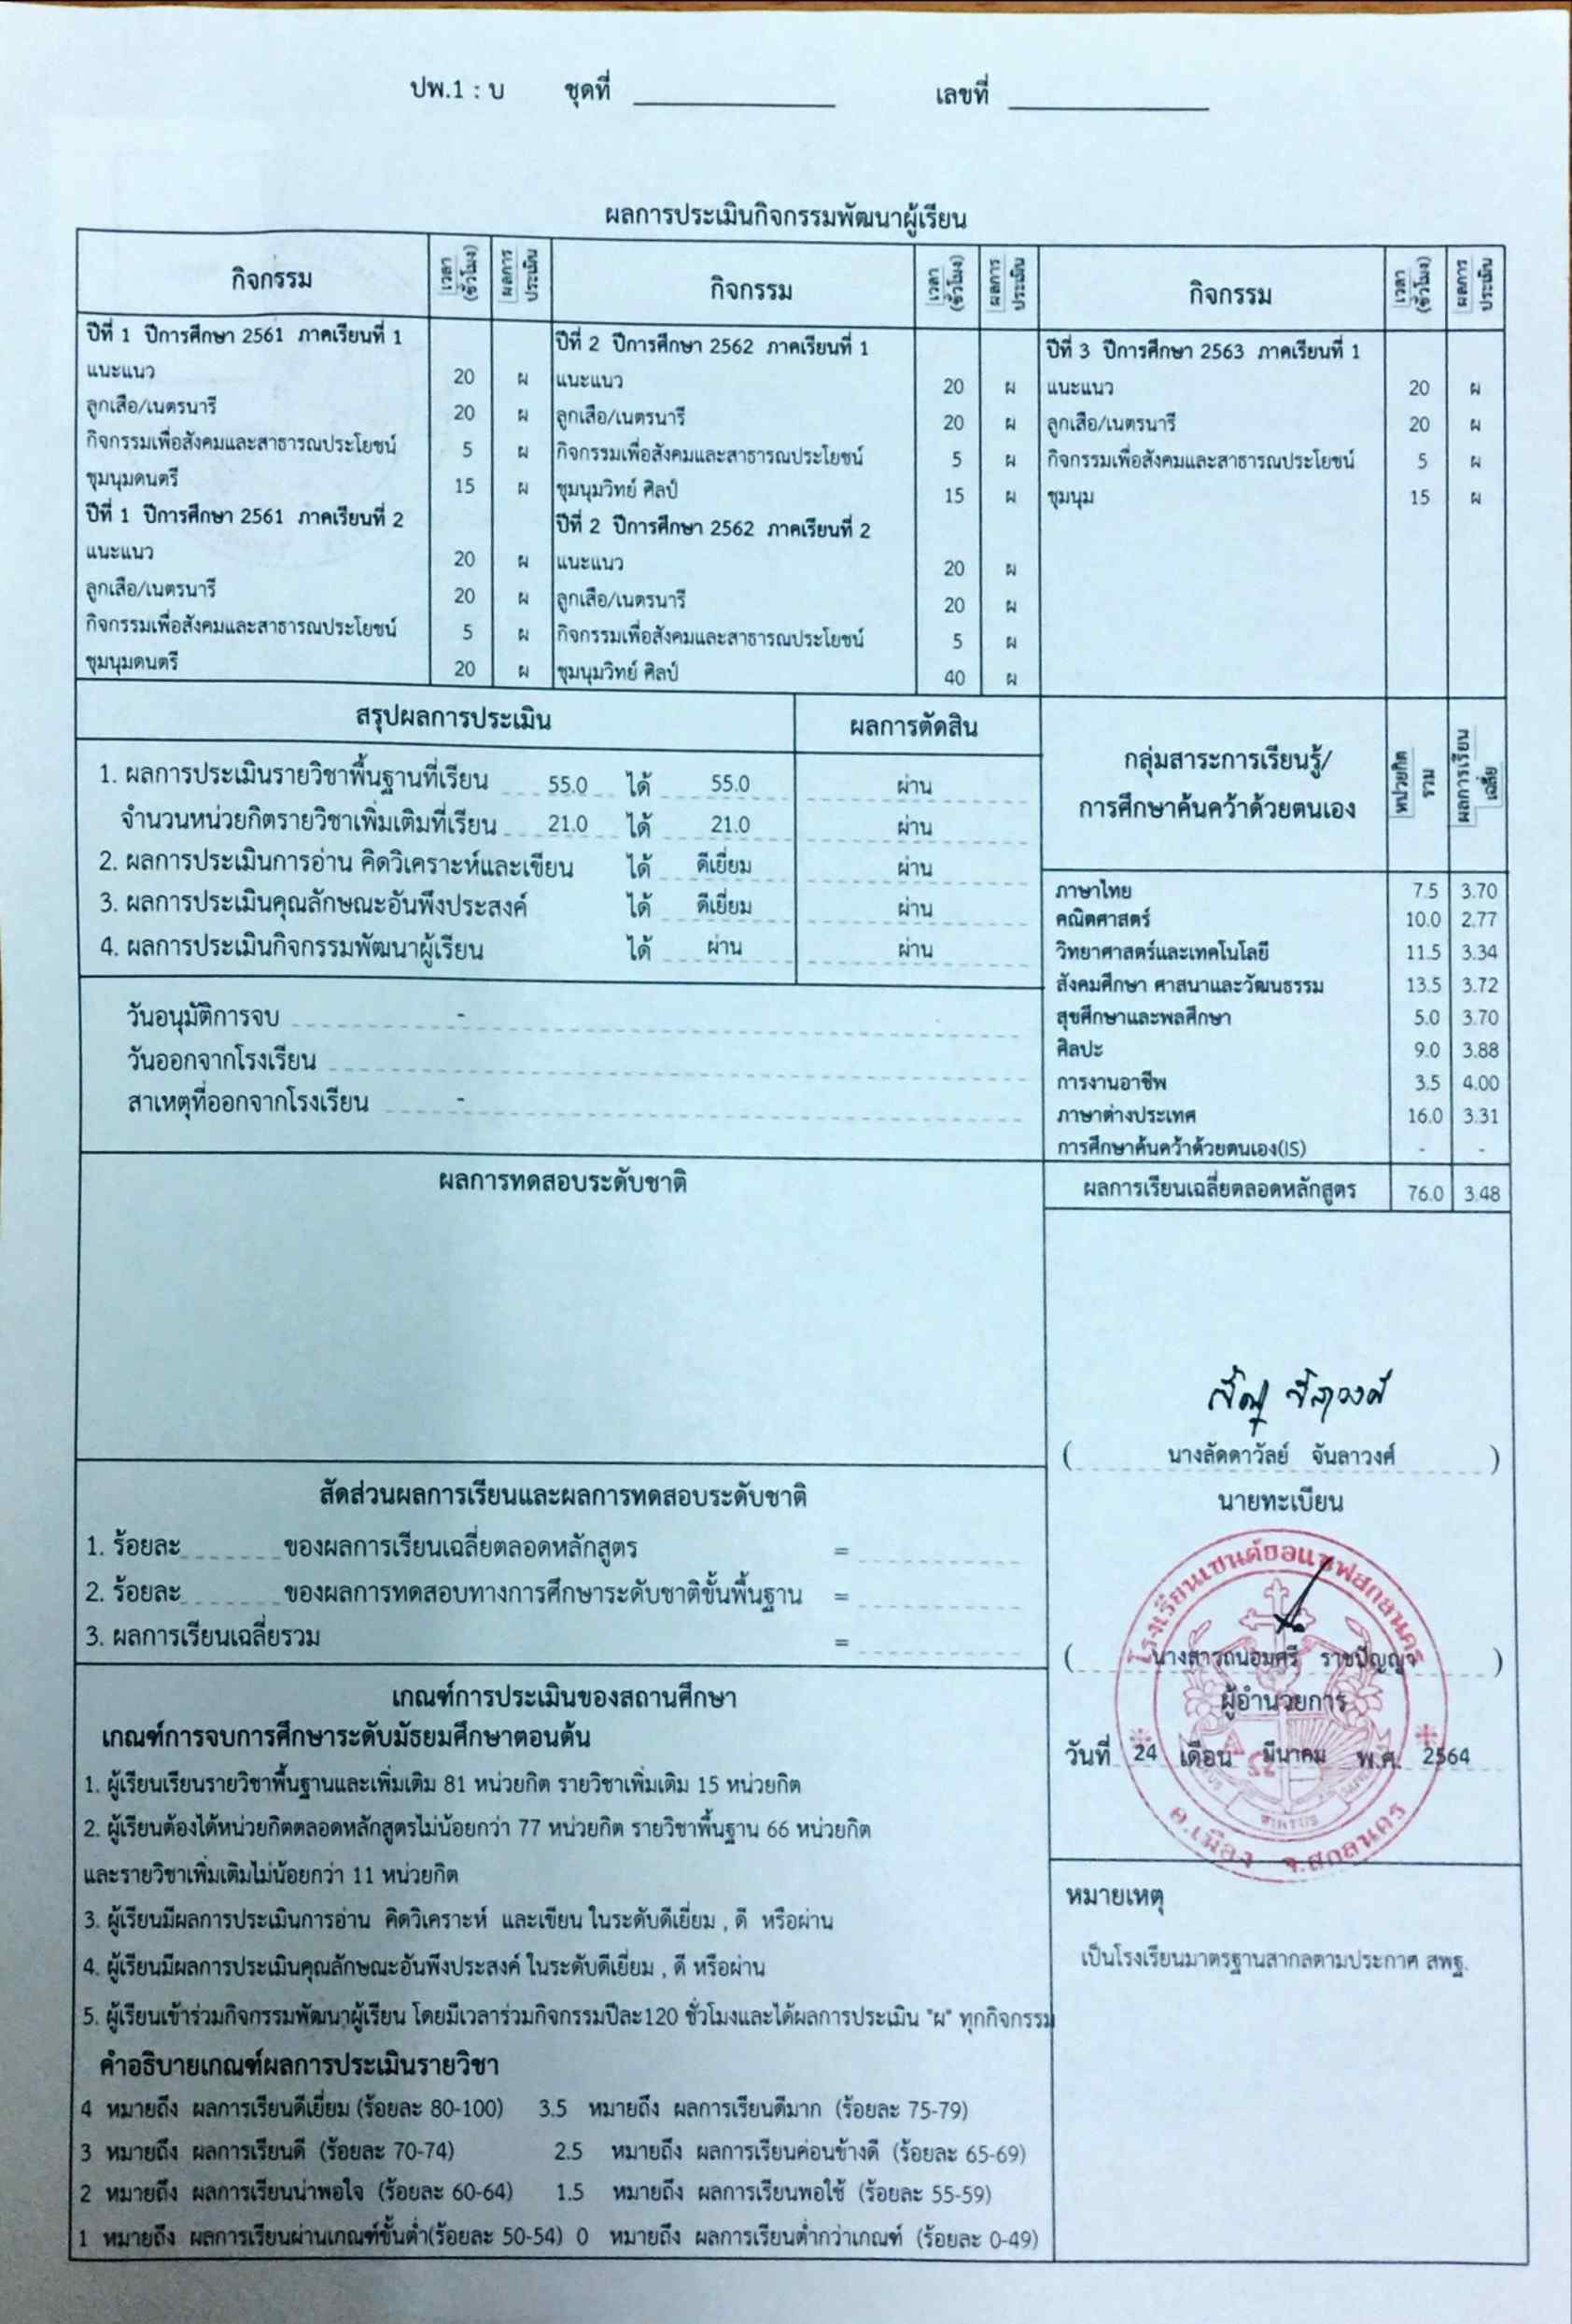 ปพ.1 : บ ชุดที่ เลขที่
ผลการประเมินกิจกรรมพัฒนาผู้เรียน
กิจกรรม เวลา (ชั่วโมง) ผลการประเมิน กิจกรรม เวลา (ชั่วโมง) ผลการประเมิน กิจกรรม เวลา (ชั่วโมง) ผลการประเมิน
ปีที่ 1 ปีการศึกษา 2561 ภาคเรียนที่ 1 ปีที่ 2 ปีการศึกษา 2562 ภาคเรียนที่ 1 ปีที่ 3 ปีการศึกษา 2563 ภาคเรียนที่ 1
แนะแนว 20 ผ แนะแนว 20 ผ แนะแนว 20 ผ
ลูกเสือ/เนตรนารี 20 ผ ลูกเสือ/เนตรนารี 20 ผ ลูกเสือ/เนตรนารี 20 ผ
กิจกรรมเพื่อสังคมและสาธารณประโยชน์ 5 ผ กิจกรรมเพื่อสังคมและสาธารณประโยชน์ 5 ผ กิจกรรมเพื่อสังคมและสาธารณประโยชน์ 5 ผ
ชุมนุมดนตรี 15 ผ ชุมนุมวิทย์ ศิลป์ 15 ผ ชุมนุม 15 ผ
ปีที่ 1 ปีการศึกษา 2561 ภาคเรียนที่ 2 ปีที่ 2 ปีการศึกษา 2562 ภาคเรียนที่ 2
แนะแนว 20 ผ แนะแนว 20 ผ
ลูกเสือ/เนตรนารี 20 ผ ลูกเสือ/เนตรนารี 20 ผ
กิจกรรมเพื่อสังคมและสาธารณประโยชน์ 5 ผ กิจกรรมเพื่อสังคมและสาธารณประโยชน์ 5 ผ
ชุมนุมดนตรี 20 ผ ชุมนุมวิทย์ ศิลป์ 40 ผ
สรุปผลการประเมิน ผลการตัดสิน
1. ผลการประเมินรายวิชาพื้นฐานที่เรียน 55.0 ได้ 55.0 ผ่าน
จำนวนหน่วยกิตรายวิชาเพิ่มเติมที่เรียน 21.0 ได้ 21.0 ผ่าน
2. ผลการประเมินการอ่าน คิดวิเคราะห์และเขียน ได้ ดีเยี่ยม ผ่าน
3. ผลการประเมินคุณลักษณะอันพึงประสงค์ ได้ ดีเยี่ยม ผ่าน
4. ผลการประเมินกิจกรรมพัฒนาผู้เรียน ได้ ผ่าน ผ่าน
วันอนุมัติการจบ -
วันออกจากโรงเรียน
สาเหตุที่ออกจากโรงเรียน -
กลุ่มสาระการเรียนรู้/
การศึกษาค้นคว้าด้วยตนเอง หน่วยกิตรวม ผลการเรียนเฉลี่ย
ภาษาไทย 7.5 3.70
คณิตศาสตร์ 10.0 2.77
วิทยาศาสตร์และเทคโนโลยี 11.5 3.34
สังคมศึกษา ศาสนาและวัฒนธรรม 13.5 3.72
สุขศึกษาและพลศึกษา 5.0 3.70
ศิลปะ 9.0 3.88
การงานอาชีพ 3.5 4.00
ภาษาต่างประเทศ 16.0 3.31
การศึกษาค้นคว้าด้วยตนเอง(IS) - -
ผลการเรียนเฉลี่ยตลอดหลักสูตร 76.0 3.48
ผลการทดสอบระดับชาติ
สัดส่วนผลการเรียนและผลการทดสอบระดับชาติ
1. ร้อยละ ของผลการเรียนเฉลี่ยตลอดหลักสูตร =
2. ร้อยละ ของผลการทดสอบทางการศึกษาระดับชาติขั้นพื้นฐาน =
3. ผลการเรียนเฉลี่ยรวม =
( นางลัดดาวัลย์ จันลาวงศ์ )
นายทะเบียน
โรงเรียนเซนต์ยอแซฟสกลนคร
( นางสาวถนอมศรี ราชปัญญา )
ผู้อำนวยการ
วันที่ 24 เดือน มีนาคม พ.ศ. 2564
อ.เมือง จ.สกลนคร
เกณฑ์การประเมินของสถานศึกษา
เกณฑ์การจบการศึกษาระดับมัธยมศึกษาตอนต้น
1. ผู้เรียนเรียนรายวิชาพื้นฐานและเพิ่มเติม 81 หน่วยกิต รายวิชาเพิ่มเติม 15 หน่วยกิต
2. ผู้เรียนต้องได้หน่วยกิตตลอดหลักสูตรไม่น้อยกว่า 77 หน่วยกิต รายวิชาพื้นฐาน 66 หน่วยกิต
และรายวิชาเพิ่มเติมไม่น้อยกว่า 11 หน่วยกิต
3. ผู้เรียนมีผลการประเมินการอ่าน คิดวิเคราะห์ และเขียน ในระดับดีเยี่ยม , ดี หรือผ่าน
4. ผู้เรียนมีผลการประเมินคุณลักษณะอันพึงประสงค์ ในระดับดีเยี่ยม , ดี หรือผ่าน
5. ผู้เรียนเข้าร่วมกิจกรรมพัฒนาผู้เรียน โดยมีเวลาร่วมกิจกรรมปีละ120 ชั่วโมงและได้ผลการประเมิน "ผ" ทุกกิจกรรม
คำอธิบายเกณฑ์ผลการประเมินรายวิชา
4 หมายถึง ผลการเรียนดีเยี่ยม (ร้อยละ 80-100) 3.5 หมายถึง ผลการเรียนดีมาก (ร้อยละ 75-79)
3 หมายถึง ผลการเรียนดี (ร้อยละ 70-74) 2.5 หมายถึง ผลการเรียนค่อนข้างดี (ร้อยละ 65-69)
2 หมายถึง ผลการเรียนน่าพอใจ (ร้อยละ 60-64) 1.5 หมายถึง ผลการเรียนพอใช้ (ร้อยละ 55-59)
1 หมายถึง ผลการเรียนผ่านเกณฑ์ขั้นต่ำ(ร้อยละ 50-54) 0 หมายถึง ผลการเรียนต่ำกว่าเกณฑ์ (ร้อยละ 0-49)
หมายเหตุ
เป็นโรงเรียนมาตรฐานสากลตามประกาศ สพฐ.